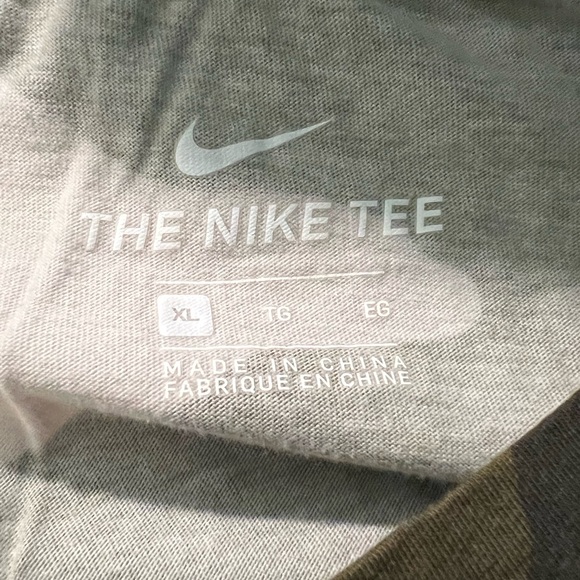 THE NIKE TEE
XL TG EG
MADE IN CHINA
FABRIQUE EN CHINE